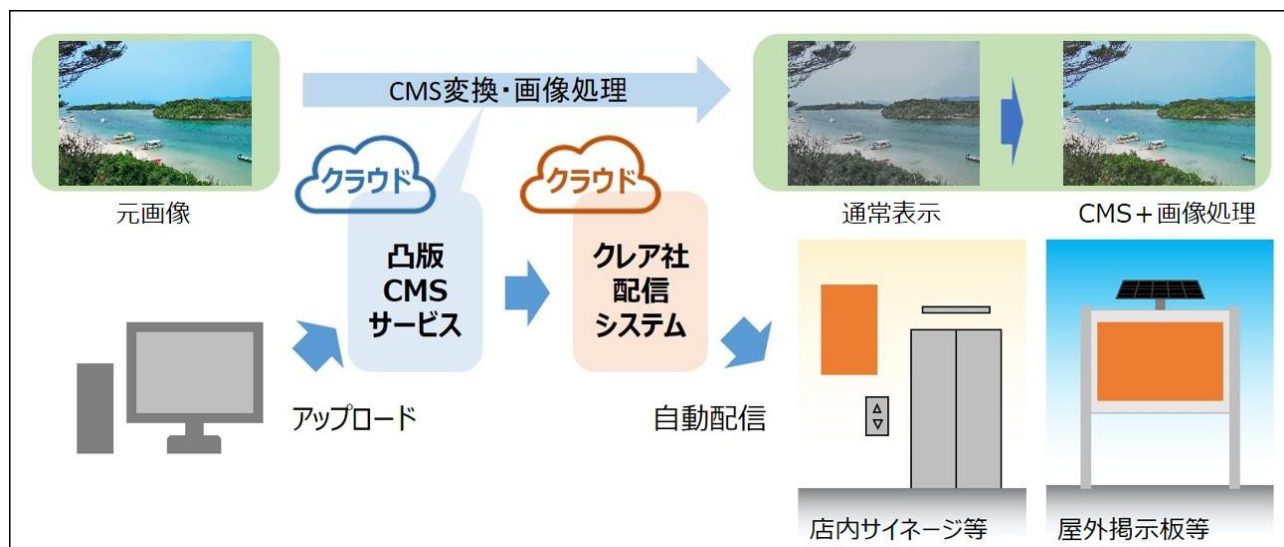 CMS変換・画像処理
クラウド
クラウド
元画像
通常表示
CMS+画像処理
凸版
CMS
サービス
クレア社
配信
システム
アップロード
自動配信
店内サイネージ等
屋外掲示板等